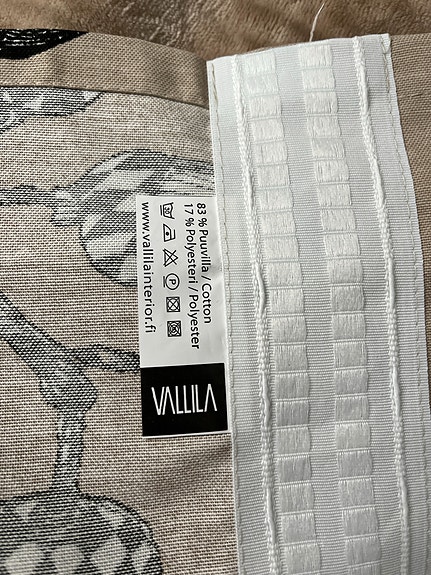 83 % Puuvilla / Cotton
17 % Polyesteri / Polyester
www.vallilainterior.fi
VALLILA